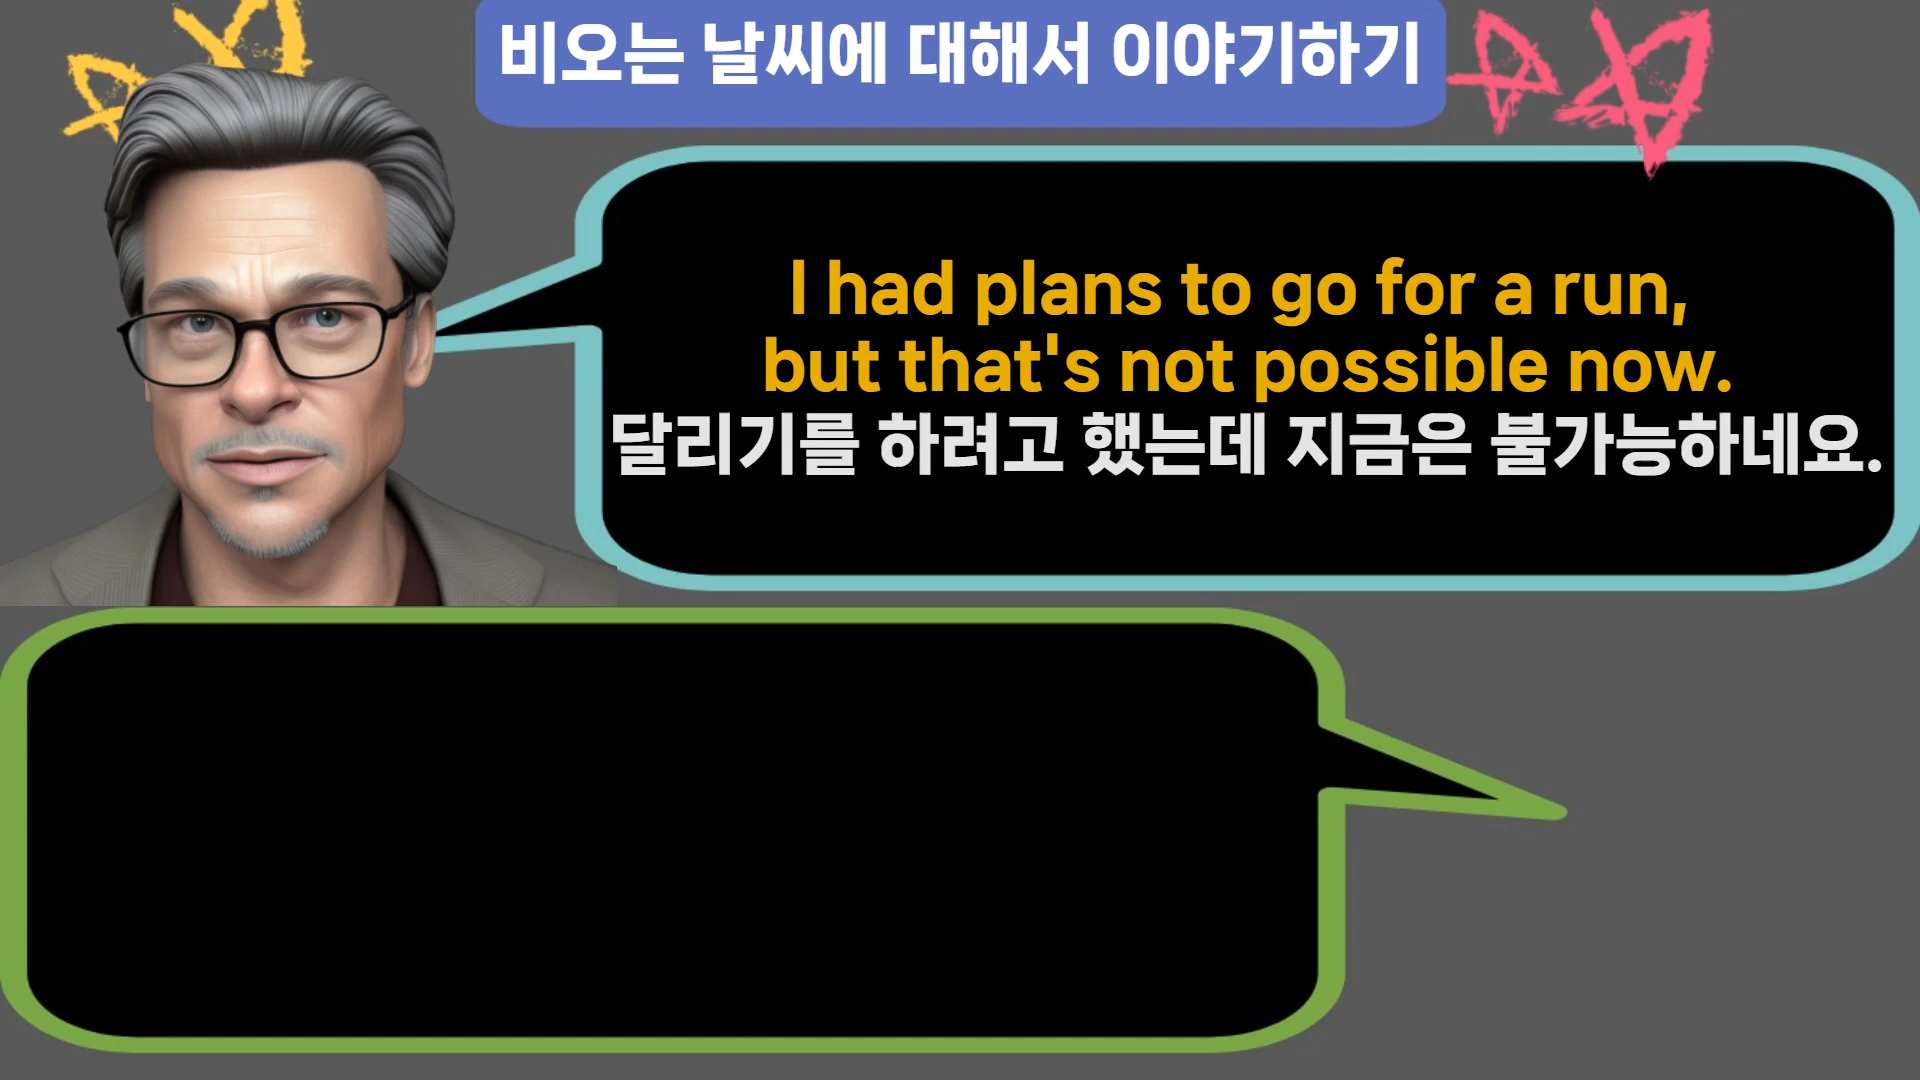 비오는 날씨에 대해서 이야기하기
I had plans to go for a run,
but that's not possible now.
달리기를 하려고 했는데 지금은 불가능하네요.